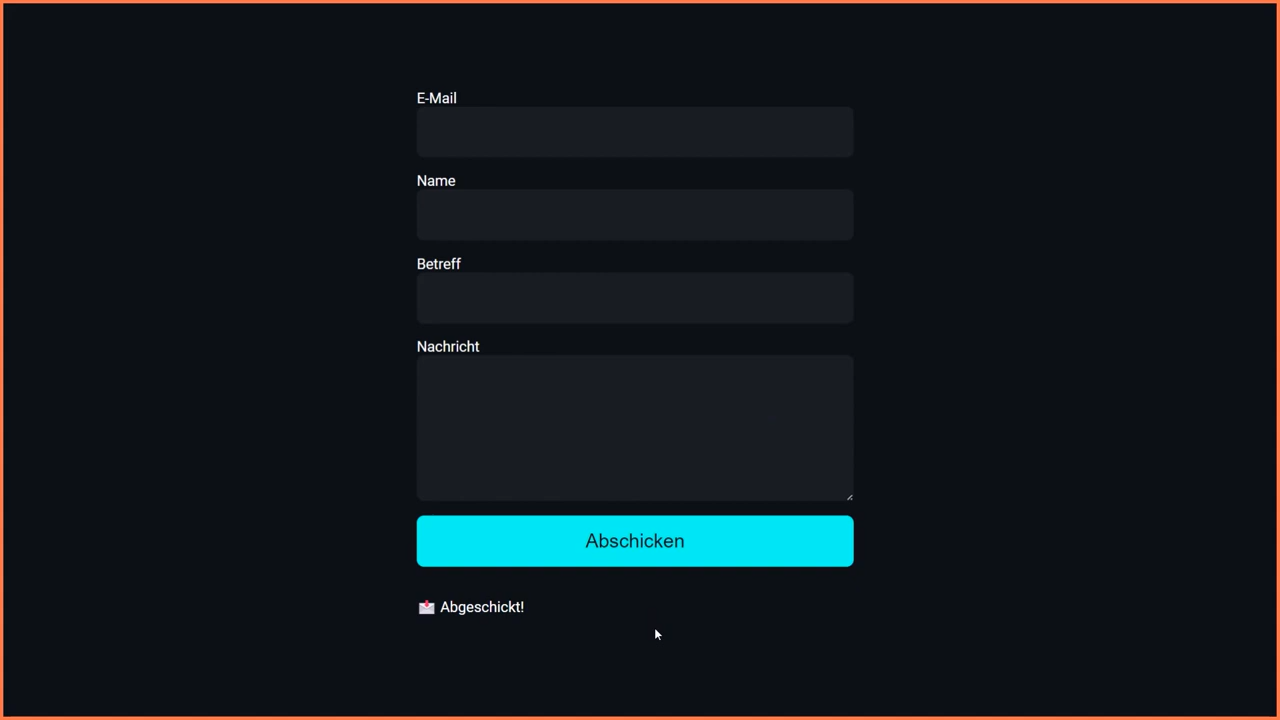 E-Mail
Name
Betreff
Nachricht
Abschicken
📩 Abgeschickt!